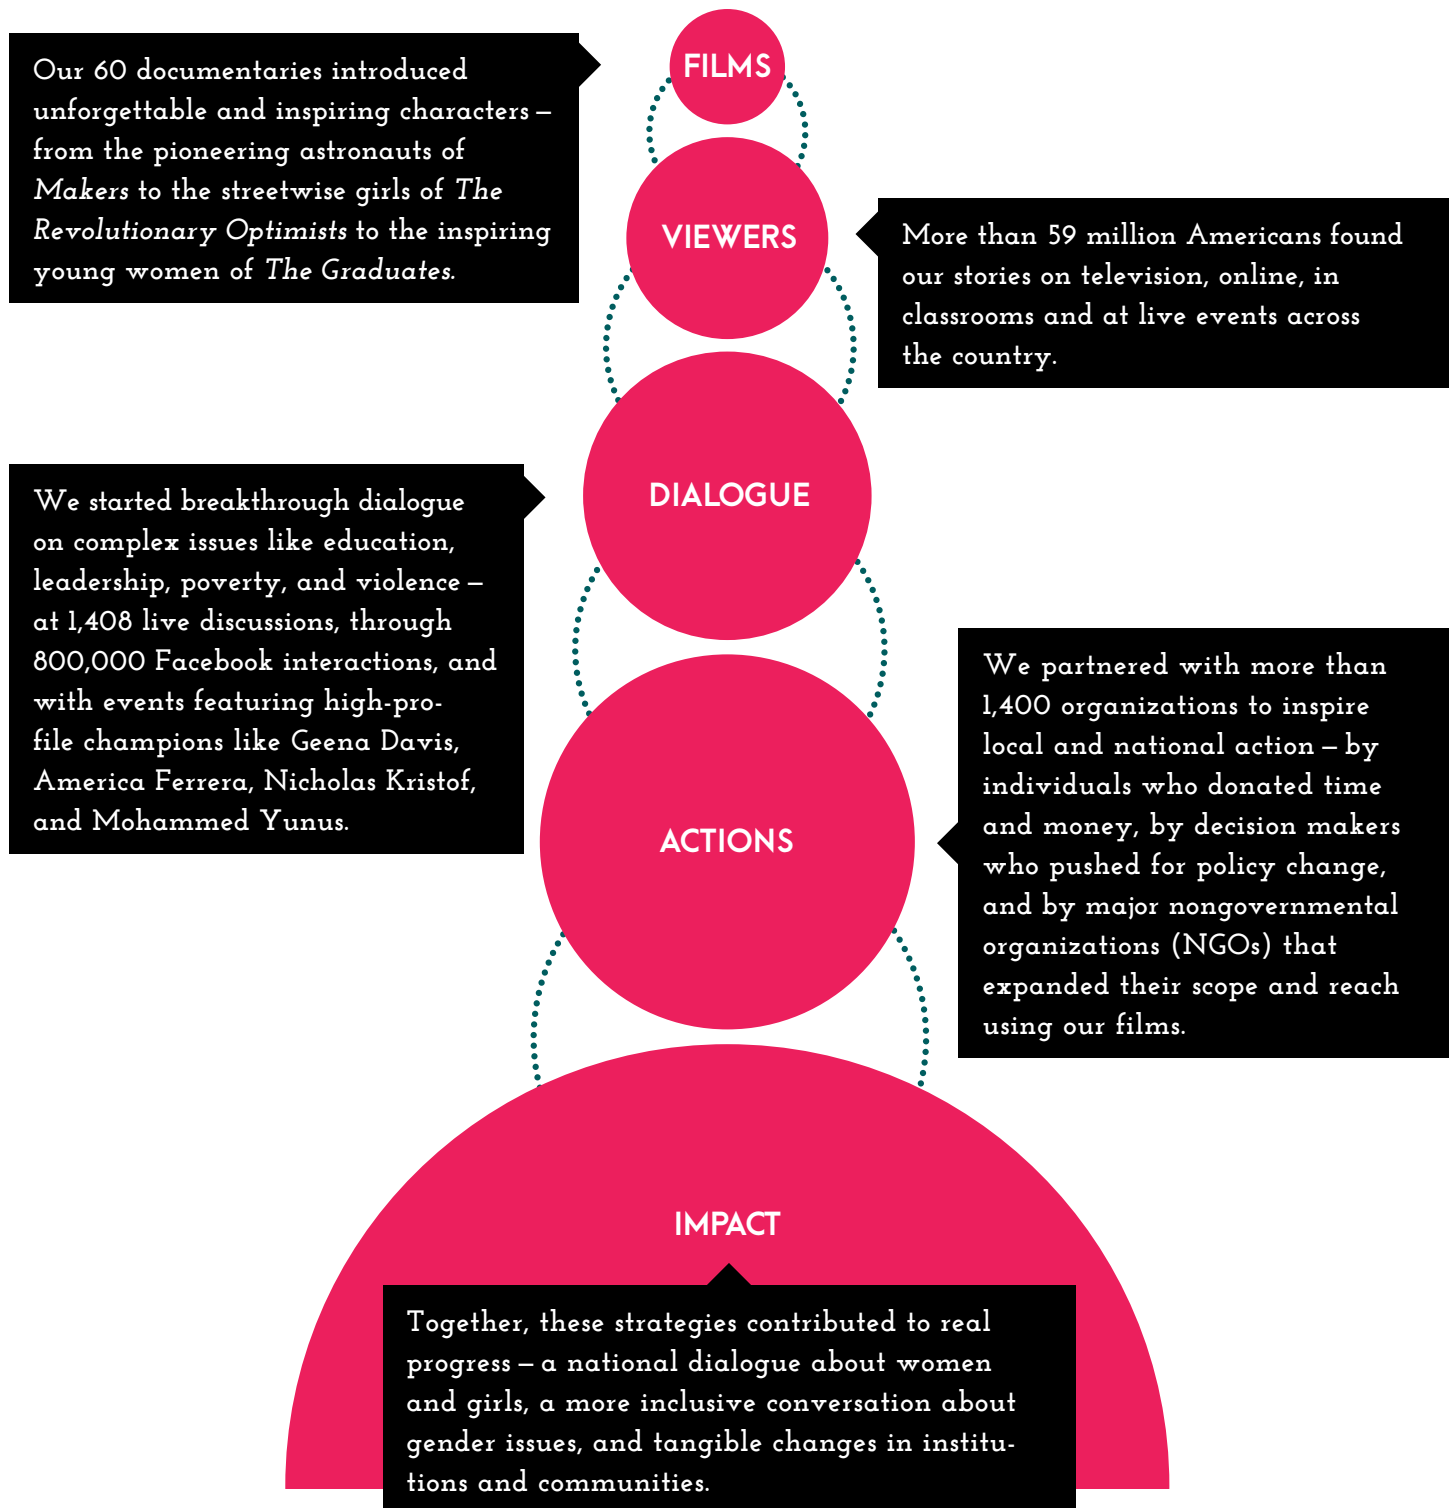 FILMS
Our 60 documentaries introduced
unforgettable and inspiring characters –
from the pioneering astronauts of
Makers to the streetwise girls of The
Revolutionary Optimists to the inspiring
young women of The Graduates.
VIEWERS
More than 59 million Americans found
our stories on television, online, in
classrooms and at live events across
the country.
DIALOGUE
We started breakthrough dialogue
on complex issues like education,
leadership, poverty, and violence –
at 1,408 live discussions, through
800,000 Facebook interactions, and
with events featuring high-pro-
file champions like Geena Davis,
America Ferrera, Nicholas Kristof,
and Mohammed Yunus.
ACTIONS
We partnered with more than
1,400 organizations to inspire
local and national action – by
individuals who donated time
and money, by decision makers
who pushed for policy change,
and by major nongovernmental
organizations (NGOs) that
expanded their scope and reach
using our films.
IMPACT
Together, these strategies contributed to real
progress – a national dialogue about women
and girls, a more inclusive conversation about
gender issues, and tangible changes in institu-
tions and communities.